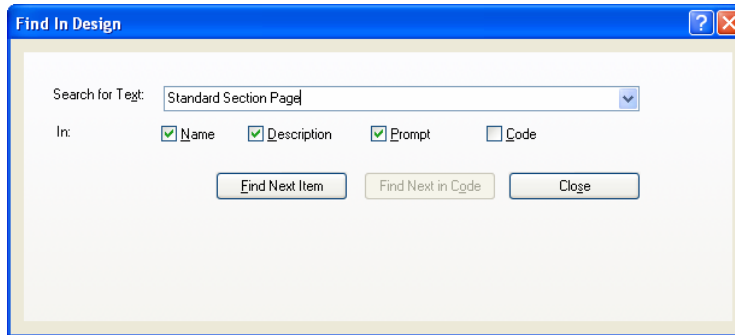 Find In Design
Search for Text: Standard Section Page
In: Name Description Prompt Code
Find Next Item Find Next in Code Close